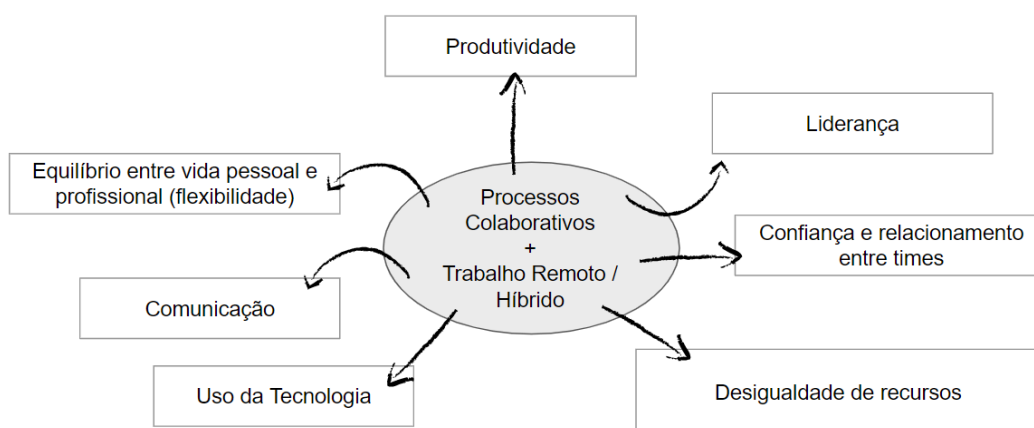 Produtividade
Liderança
Equilíbrio entre vida pessoal e
profissional (flexibilidade)
Processos
Colaborativos
+
Trabalho Remoto /
Híbrido
Confiança e relacionamento
entre times
Comunicação
Uso da Tecnologia
Desigualdade de recursos